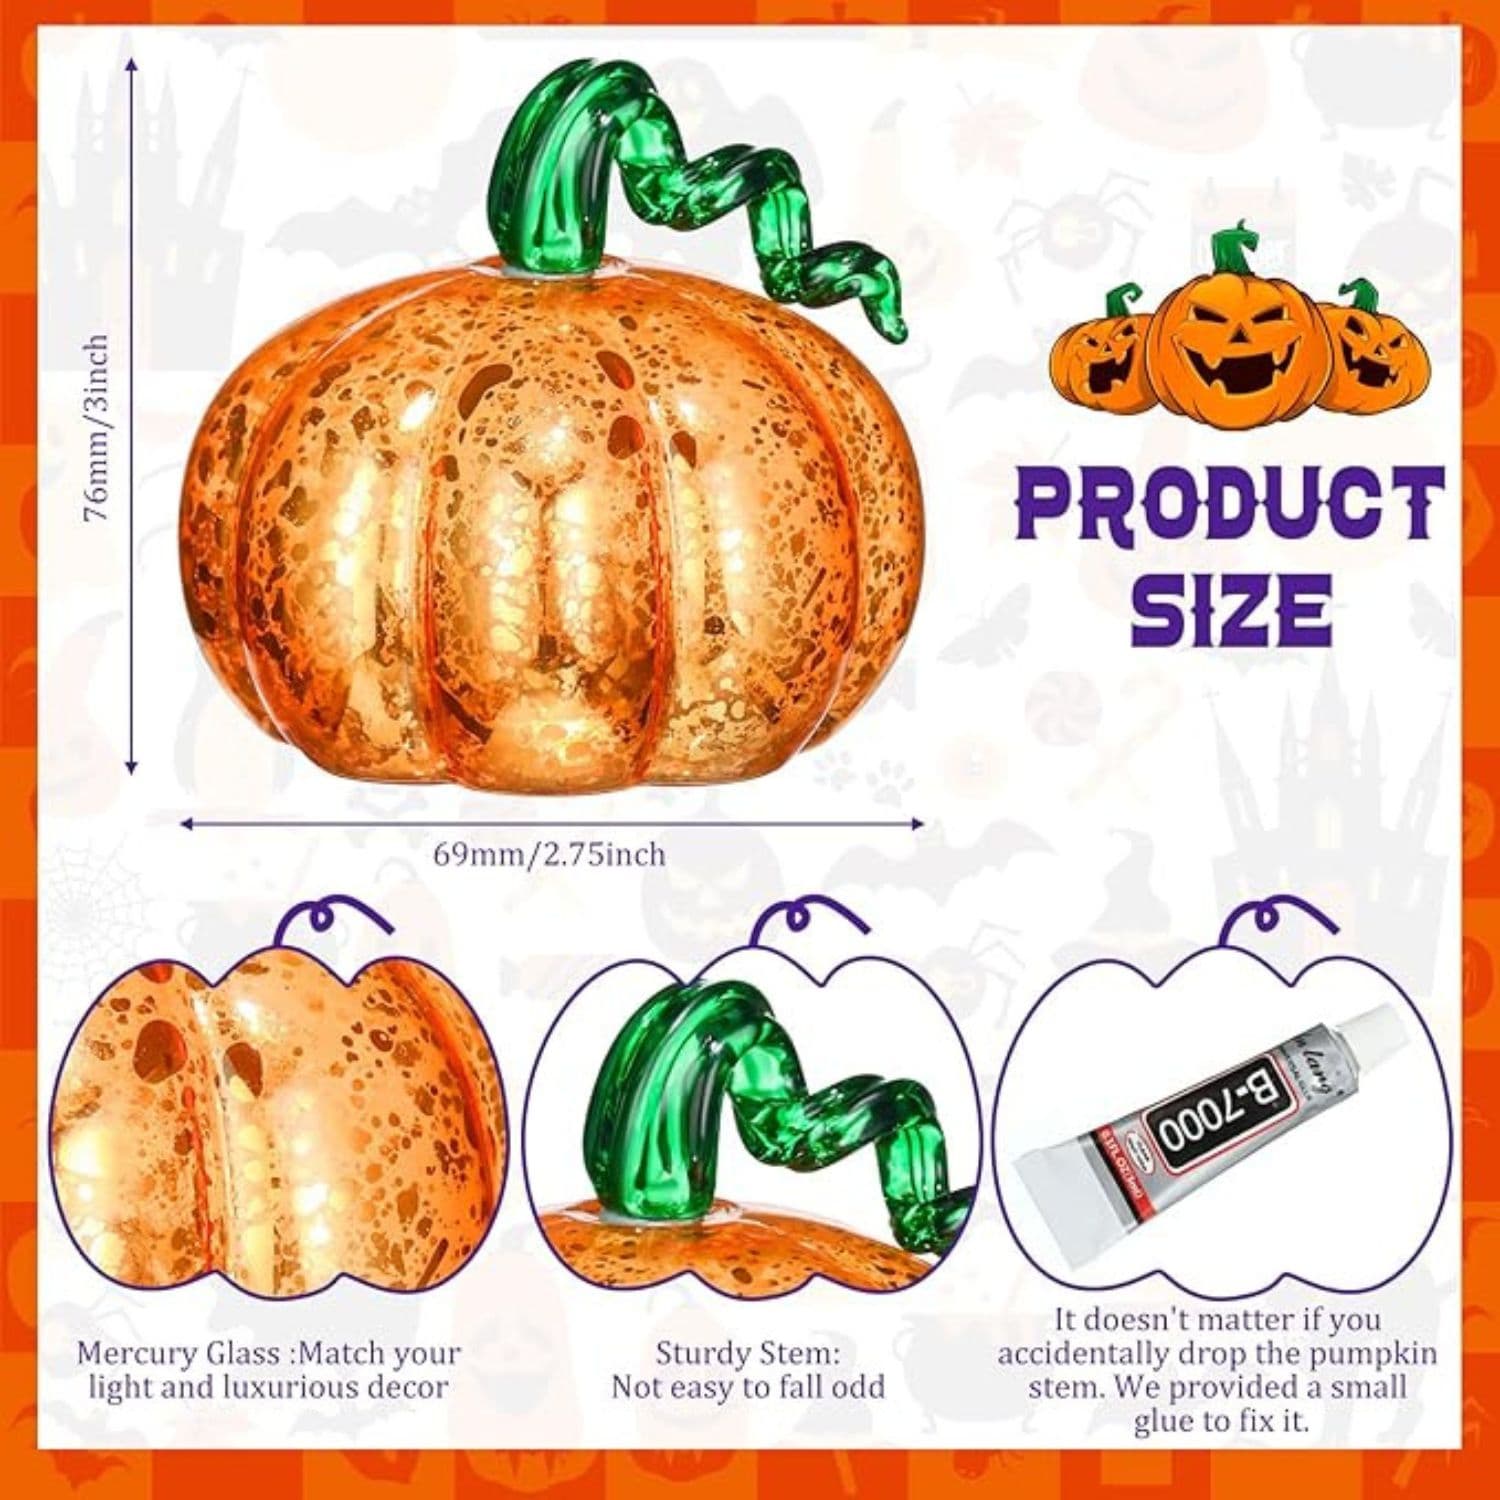 76mm/3inch
PRODUCT
SIZE
69mm/2.75inch
B-7000
Mercury Glass :Match your
light and luxurious decor
Sturdy Stem:
Not easy to fall odd
It doesn't matter if you
accidentally drop the pumpkin
stem. We provided a small
glue to fix it.